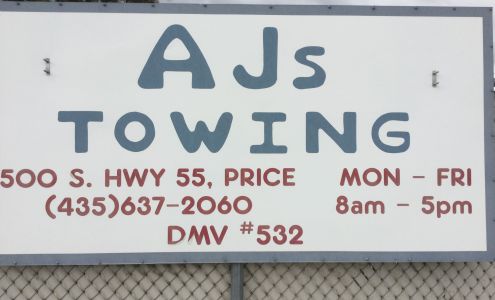 AJs
TOWING
500 S. HWY 55, PRICE MON - FRI
(435)637-2060 8am - 5pm
DMV #532